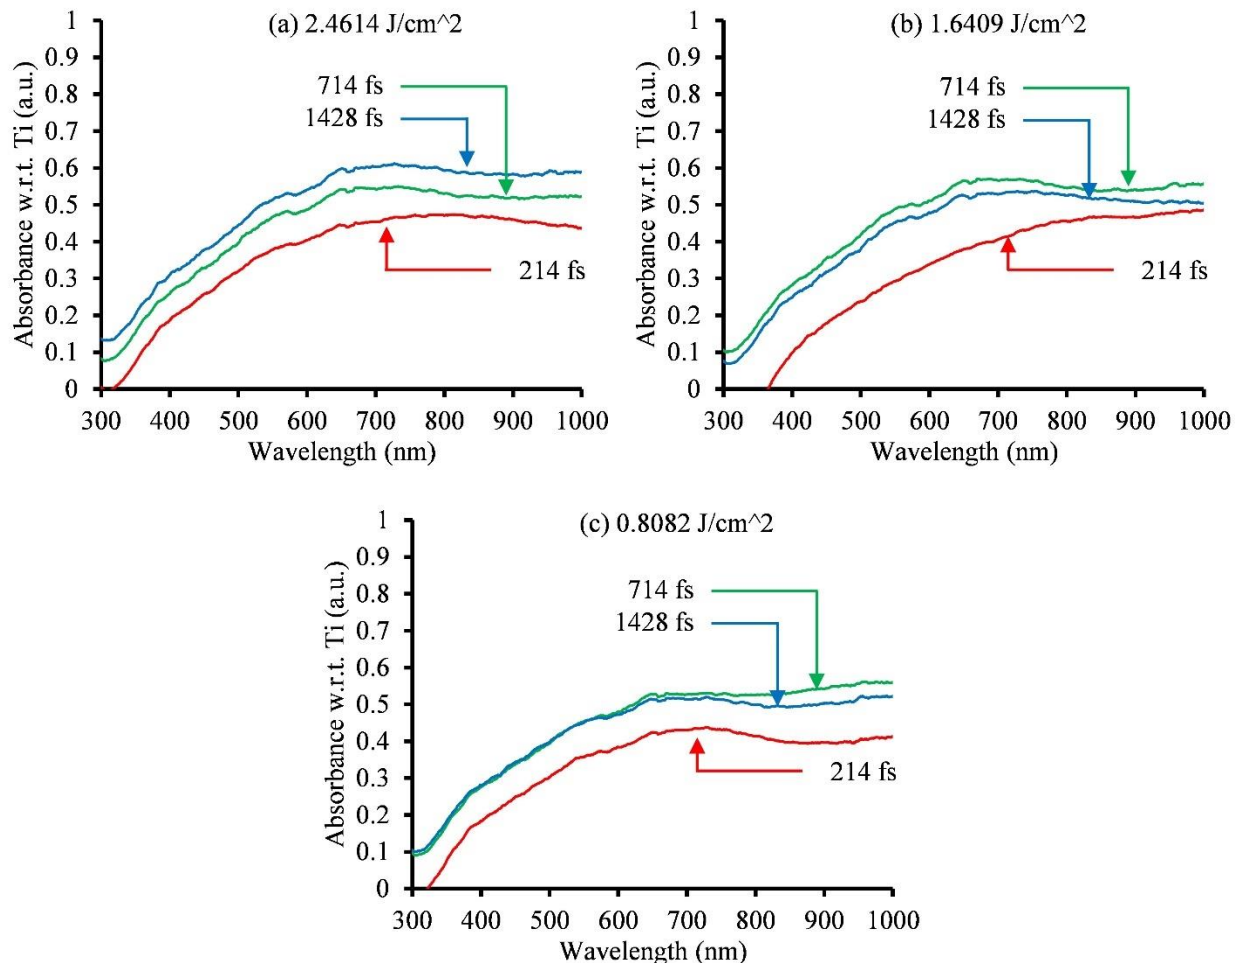 (a) 2.4614 J/cm^2
Absorbance w.r.t. Ti (a.u.)
1
0.9
0.8
0.7
0.6
0.5
0.4
0.3
0.2
0.1
0
714 fs
1428 fs
214 fs
300 400 500 600 700 800 900 1000
Wavelength (nm)
(b) 1.6409 J/cm^2
Absorbance w.r.t. Ti (a.u.)
1
0.9
0.8
0.7
0.6
0.5
0.4
0.3
0.2
0.1
0
714 fs
1428 fs
214 fs
300 400 500 600 700 800 900 1000
Wavelength (nm)
(c) 0.8082 J/cm^2
Absorbance w.r.t. Ti (a.u.)
1
0.9
0.8
0.7
0.6
0.5
0.4
0.3
0.2
0.1
0
714 fs
1428 fs
214 fs
300 400 500 600 700 800 900 1000
Wavelength (nm)